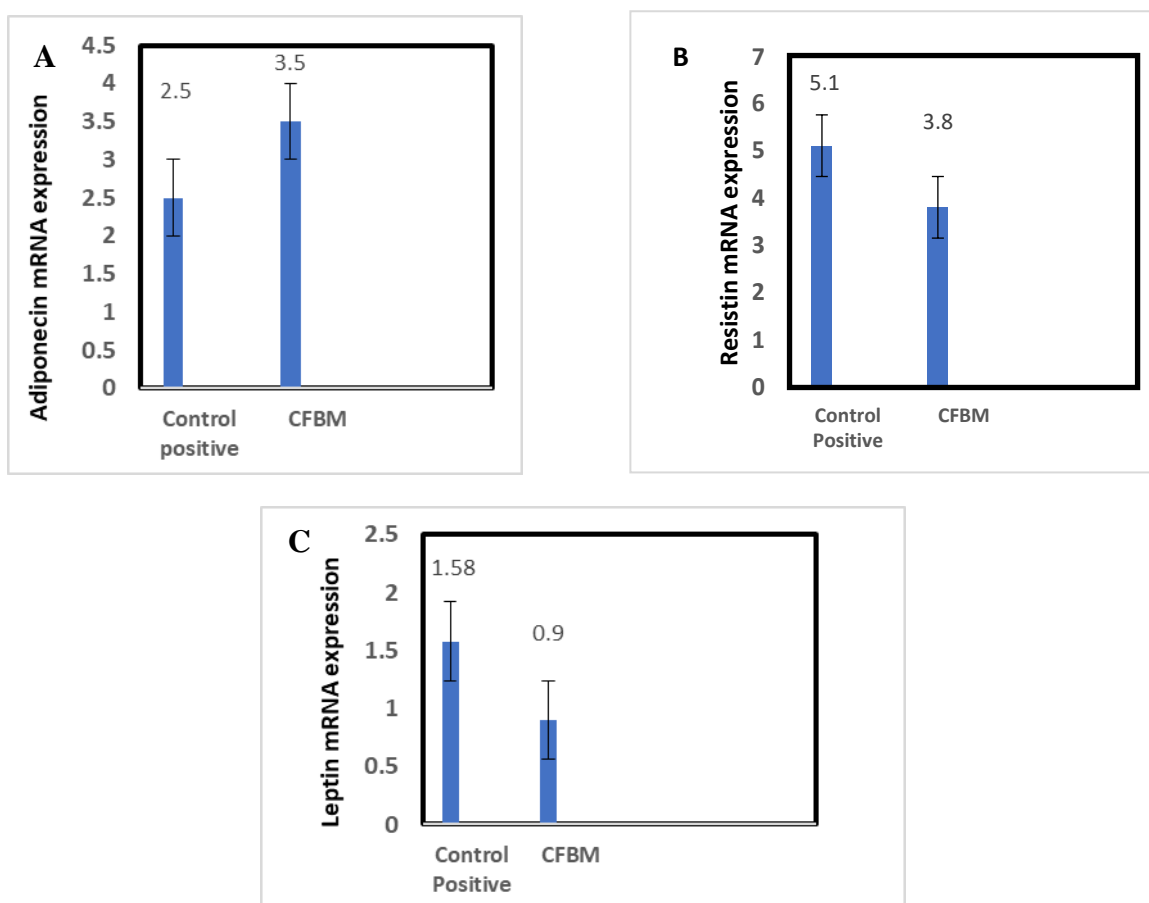 A
Adiponecin mRNA expression
4.5
4
3.5
3
2.5
2
1.5
1
0.5
0
2.5
3.5
Control
positive
CFBM
B
Resistin mRNA expression
7
6
5
4
3
2
1
0
5.1
3.8
Control
Positive
CFBM
C
Leptin mRNA expression
2.5
2
1.5
1
0.5
0
1.58
0.9
Control
Positive
CFBM